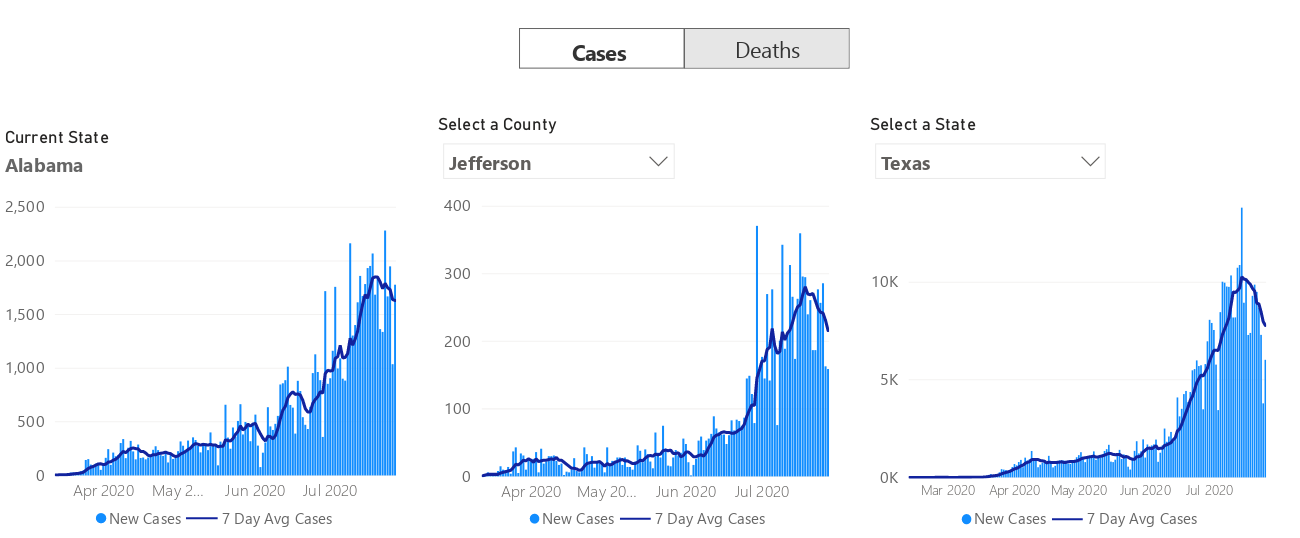 Cases
Deaths
Current State
Alabama
2,500
2,000
1,500
1,000
500
0
Apr 2020
May 2...
Jun 2020
Jul 2020
New Cases
7 Day Avg Cases
Select a County
Jefferson
400
300
200
100
0
Apr 2020
May 20...
Jun 2020
Jul 2020
New Cases
7 Day Avg Cases
Select a State
Texas
10K
5K
0K
Mar 2020
Apr 2020
May 2020
Jun 2020
Jul 2020
New Cases
7 Day Avg Cases